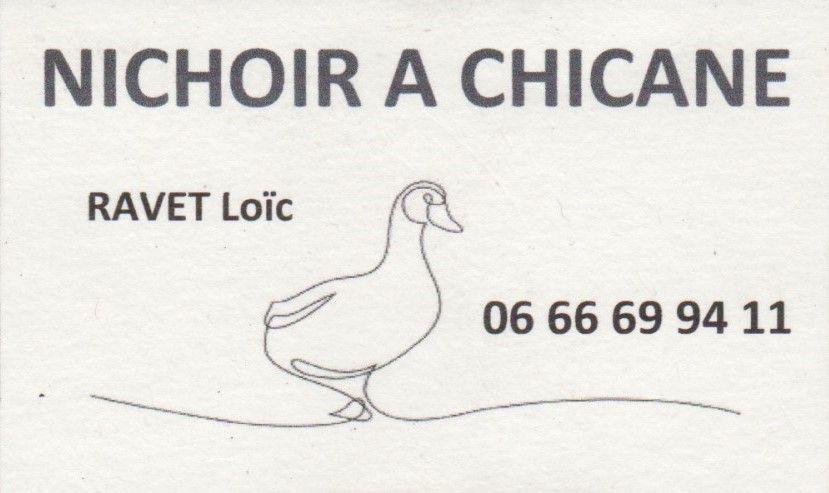 NICHOIR A CHICANE
RAVET Loïc
06 66 69 94 11